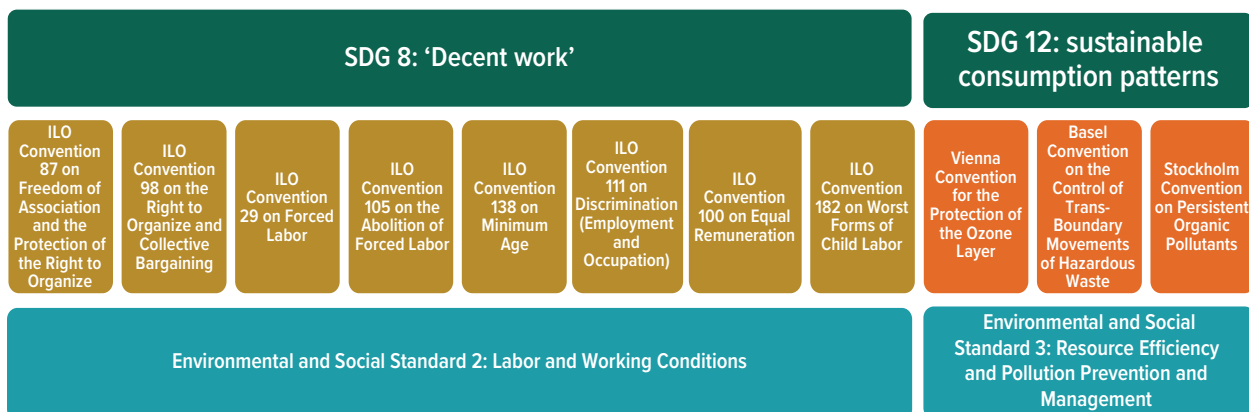 SDG 8: ‘Decent work’
SDG 12: sustainable
consumption patterns
ILO
Convention
87 on
Freedom of
Association
and the
Protection of
the Right to
Organize
ILO
Convention
98 on the
Right to
Organize and
Collective
Bargaining
ILO
Convention
29 on Forced
Labor
ILO
Convention
105 on the
Abolition of
Forced Labor
ILO
Convention
138 on
Minimum
Age
ILO
Convention
111 on
Discrimination
(Employment
and
Occupation)
ILO
Convention
100 on Equal
Remuneration
ILO
Convention
182 on Worst
Forms of
Child Labor
Vienna
Convention
for the
Protection of
the Ozone
Layer
Basel
Convention
on the
Control of
Trans-
Boundary
Movements
of Hazardous
Waste
Stockholm
Convention
on Persistent
Organic
Pollutants
Environmental and Social Standard 2: Labor and Working Conditions
Environmental and Social
Standard 3: Resource Efficiency
and Pollution Prevention and
Management